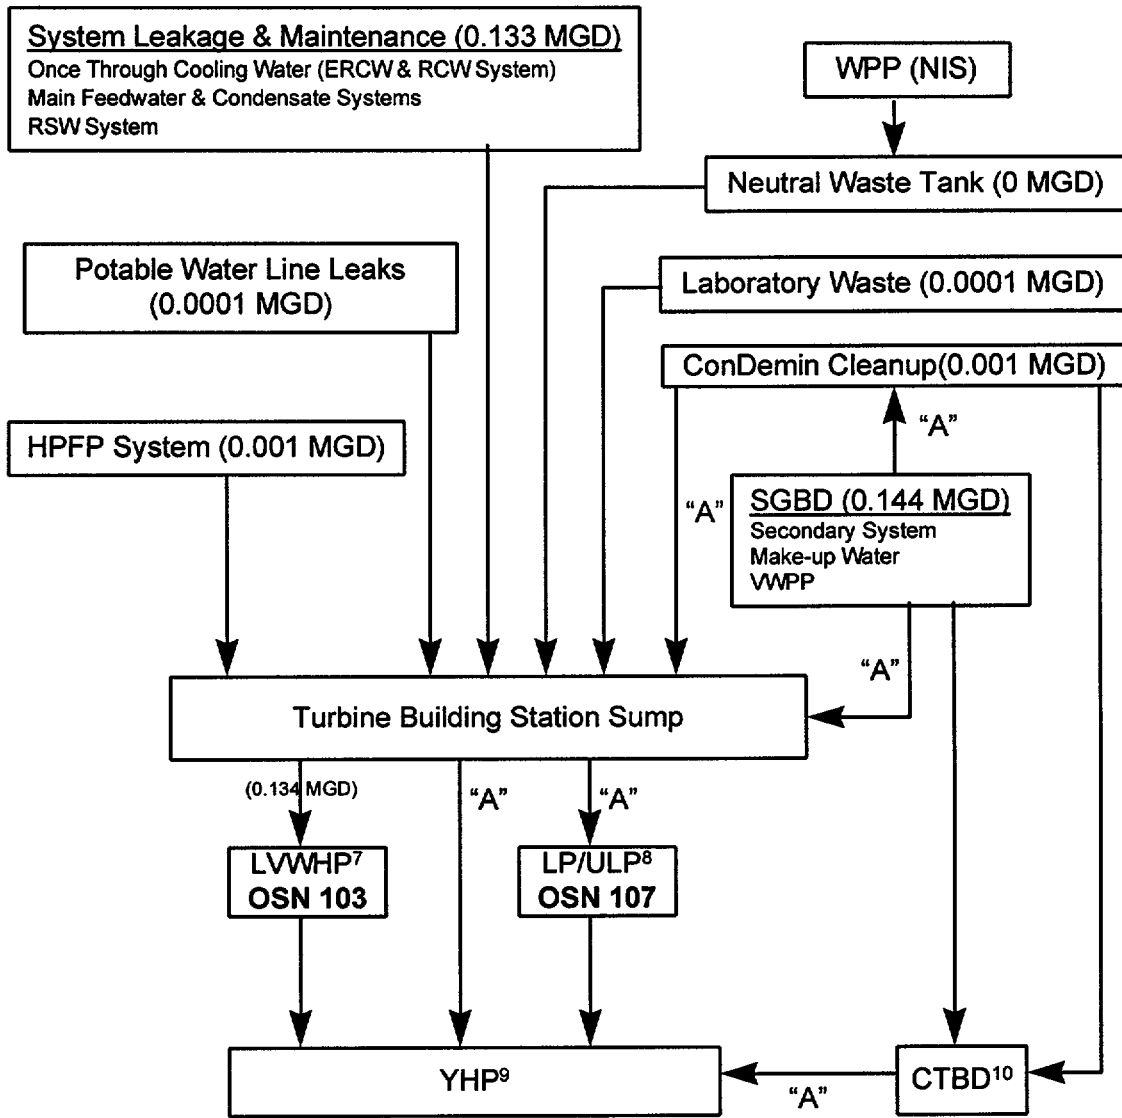 System Leakage & Maintenance (0.133 MGD)
Once Through Cooling Water (ERCW & RCW System)
Main Feedwater & Condensate Systems
RSW System
WPP (NIS)
Neutral Waste Tank (0 MGD)
Potable Water Line Leaks
(0.0001 MGD)
Laboratory Waste (0.0001 MGD)
ConDemin Cleanup(0.001 MGD)
“A”
HPFP System (0.001 MGD)
“A”
SGBD (0.144 MGD)
Secondary System
Make-up Water
VWPP
“A”
Turbine Building Station Sump
(0.134 MGD)
“A”
“A”
LVWHP⁷
OSN 103
LP/ULP⁸
OSN 107
YHP⁹
“A”
CTBD¹⁰